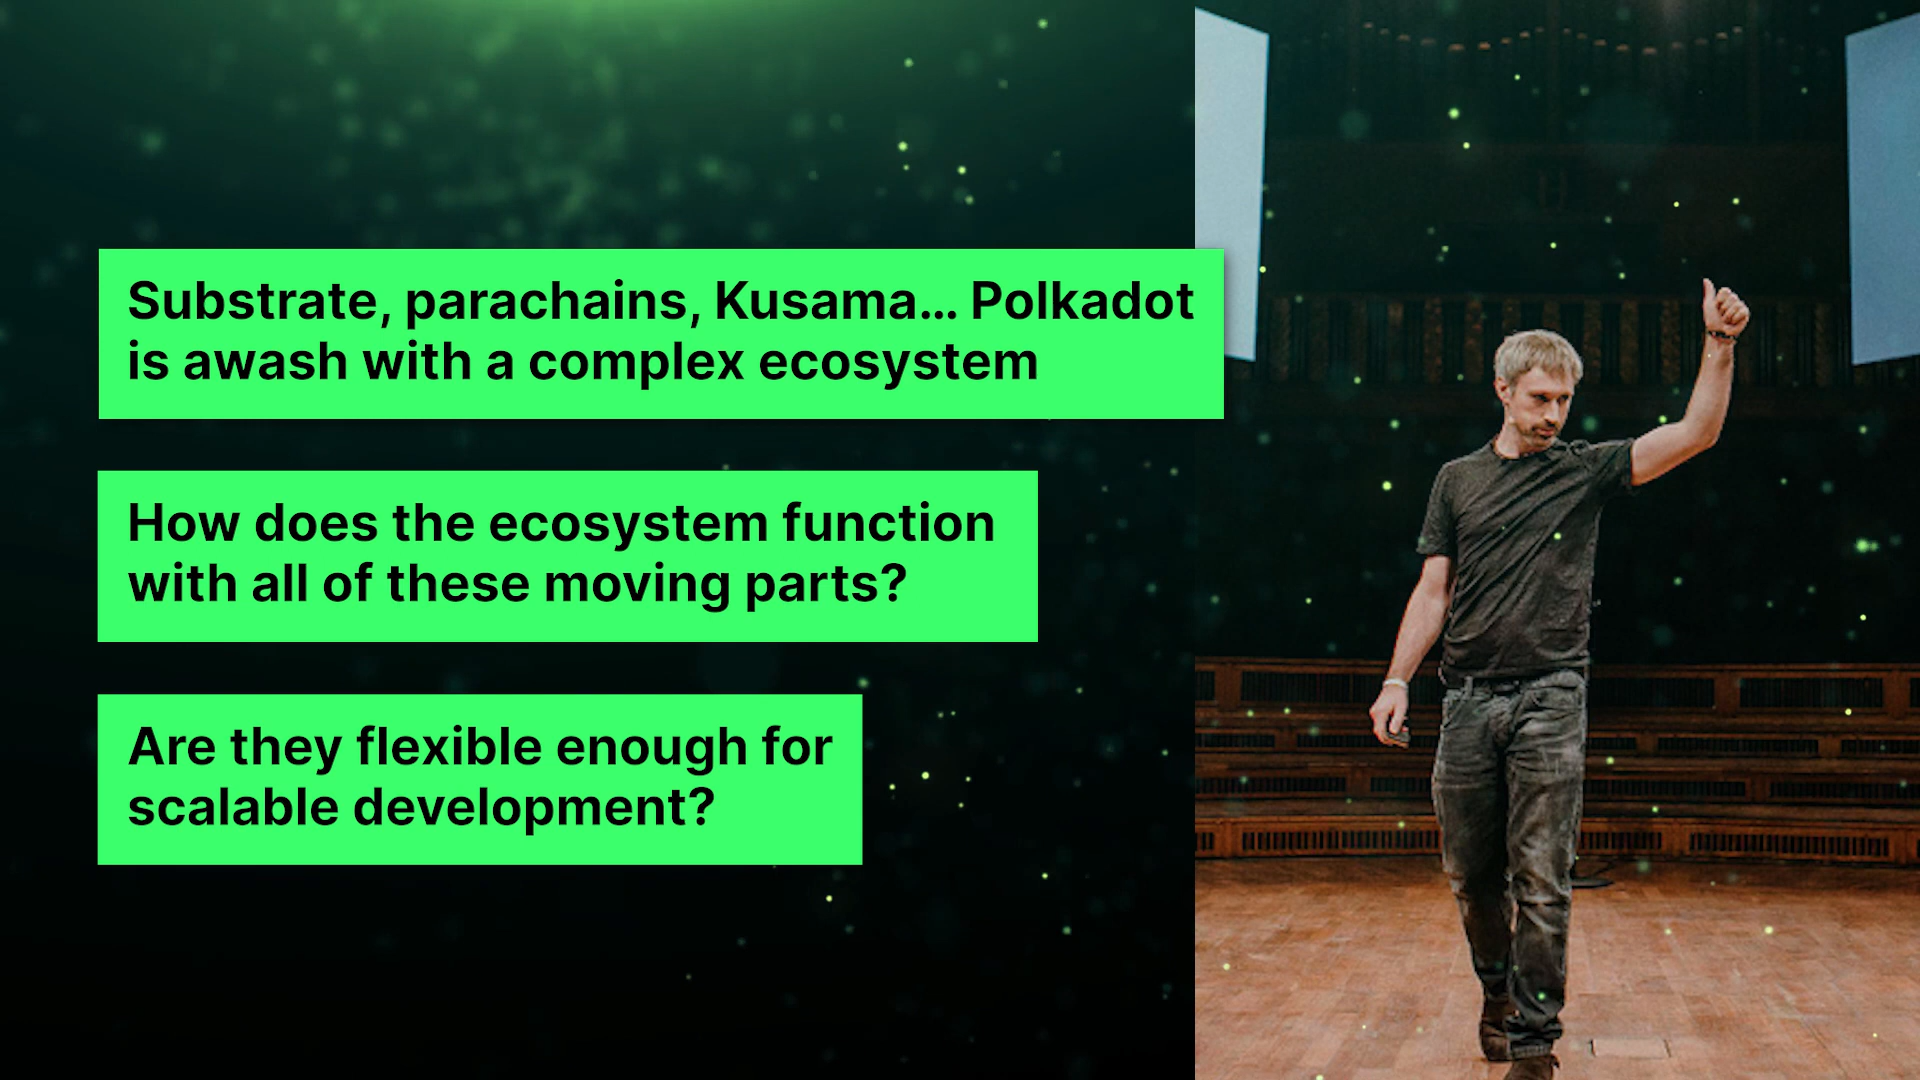 Substrate, parachains, Kusama... Polkadot
is awash with a complex ecosystem
How does the ecosystem function
with all of these moving parts?
Are they flexible enough for
scalable development?